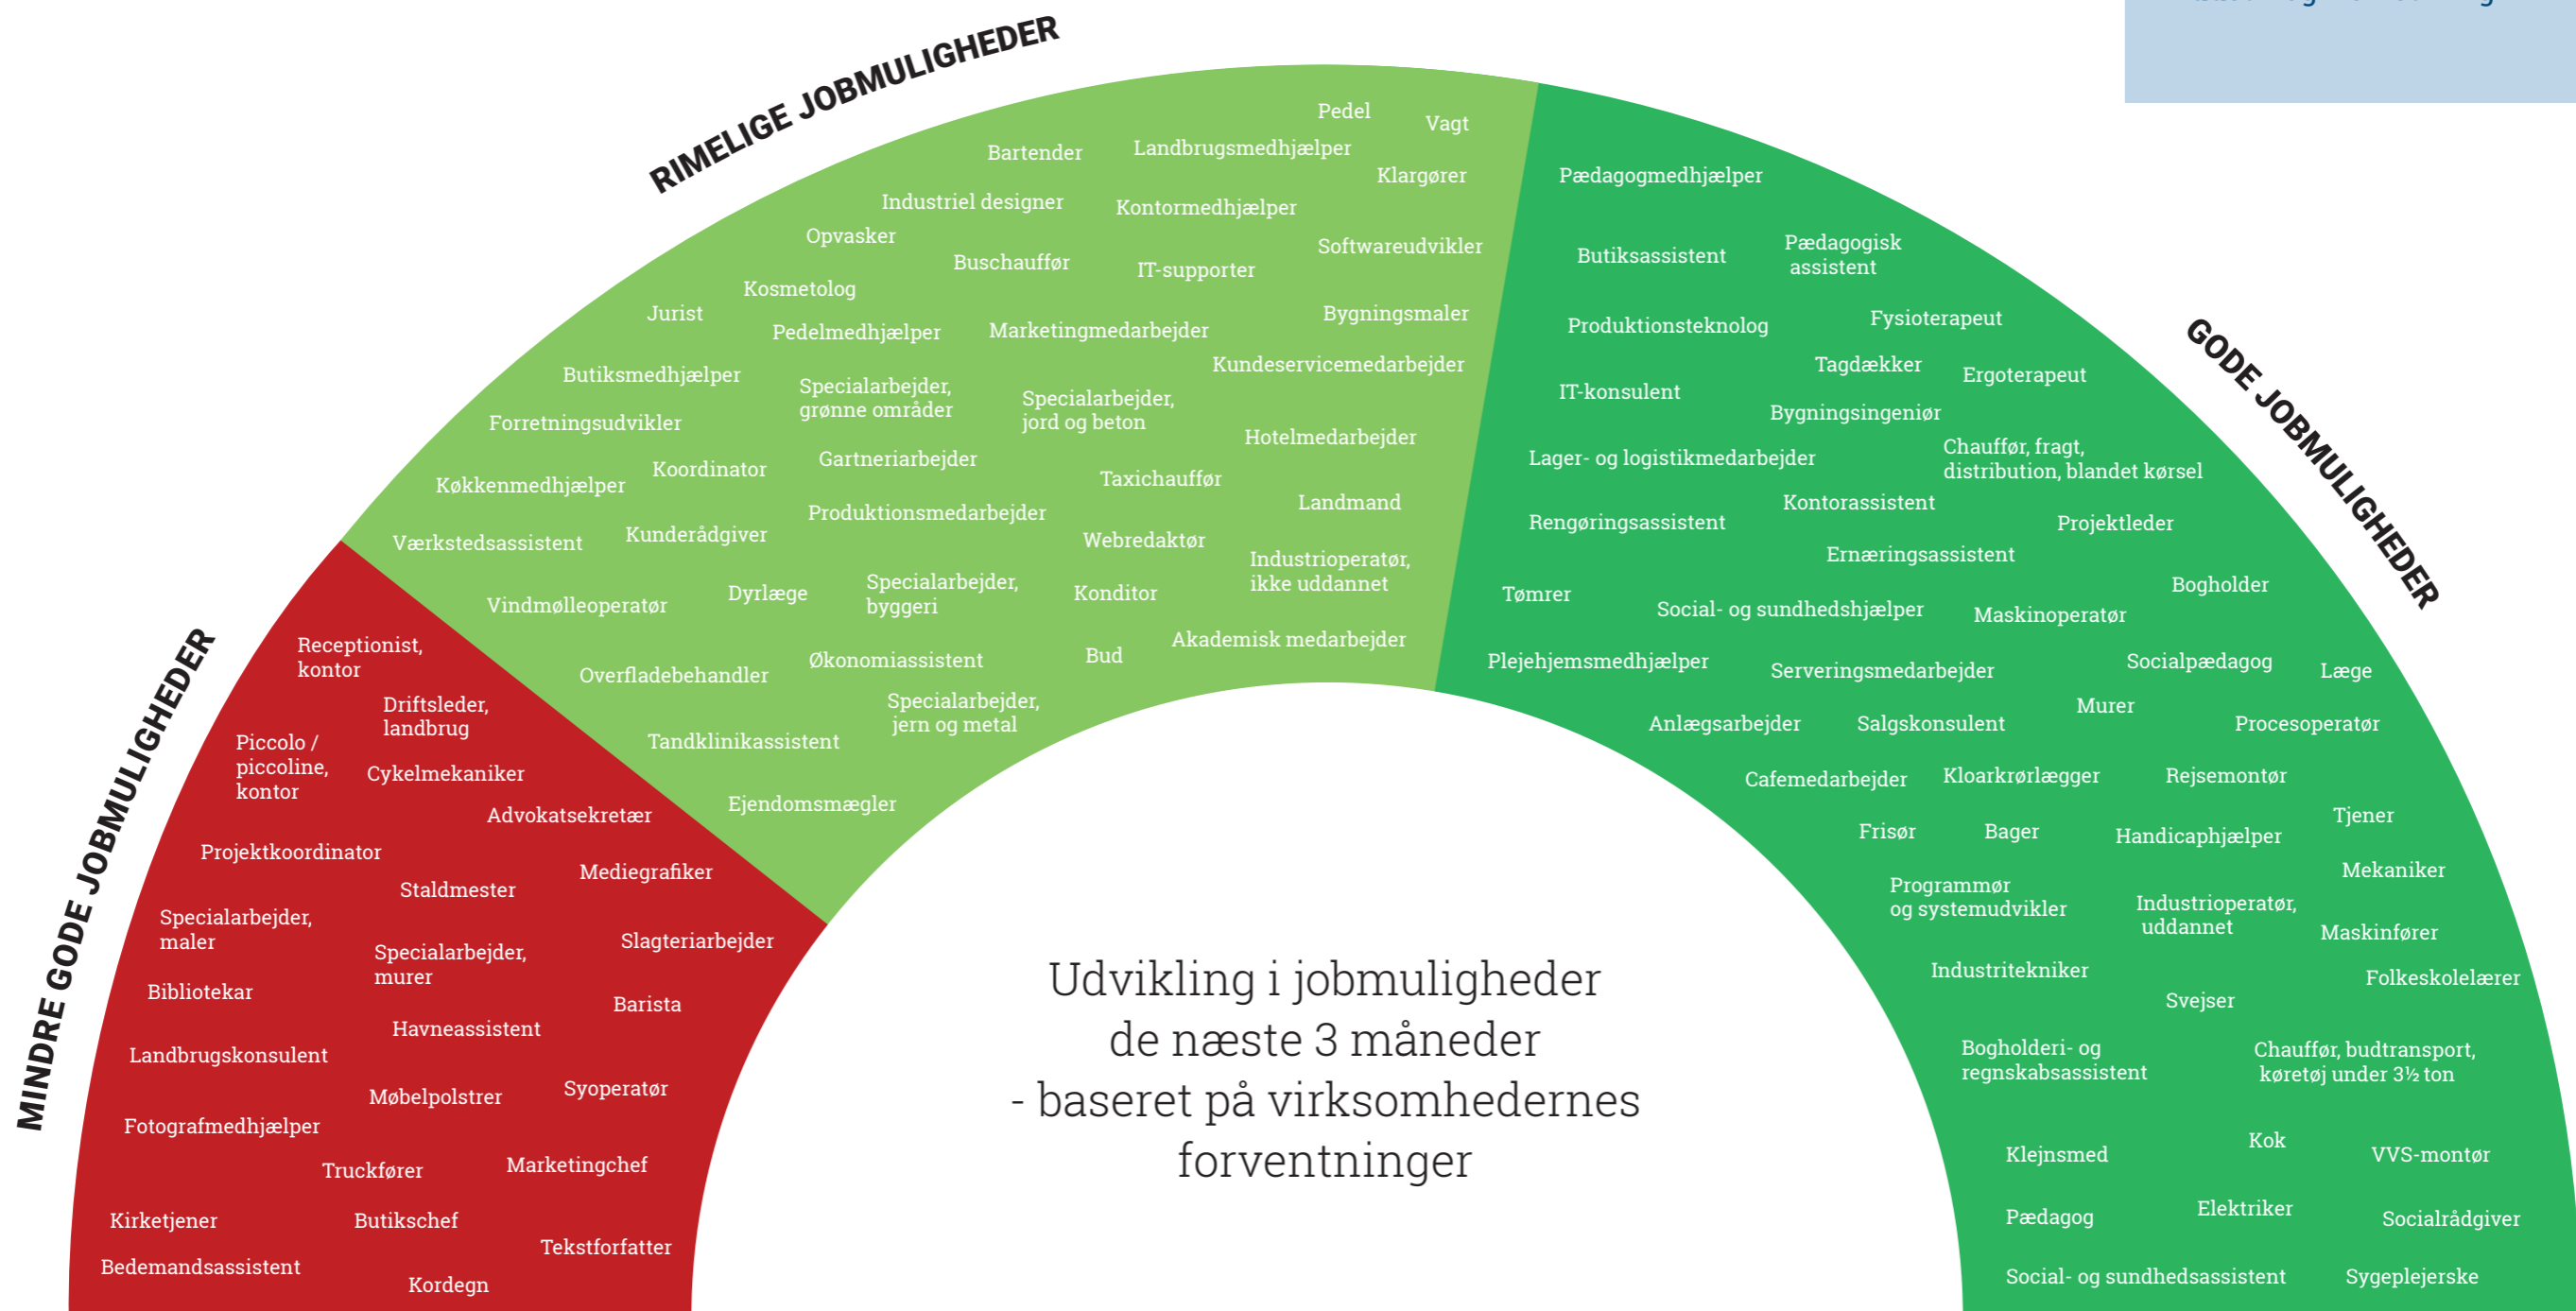 RIMELIGE JOBMULIGHEDER
Pedel
Vagt
Bartender
Landbrugsmedhjælper
Klargører
Industriel designer
Kontormedhjælper
Opvasker
Softwareudvikler
Buschauffør
IT-supporter
Kosmetolog
Jurist
Bygningsmaler
Pedelmedhjælper
Marketingmedarbejder
Kundeservicemedarbejder
Butiksmedhjælper
Specialarbejder,
grønne områder
Specialarbejder,
jord og beton
Forretningsudvikler
Hotelmedarbejder
Gartneriarbejder
Koordinator
Taxichauffør
Køkkenmedhjælper
Landmand
Produktionsmedarbejder
Kunderådgiver
Værkstedsassistent
Webredaktør
Industrioperatør,
ikke uddannet
Specialarbejder,
byggeri
Dyrlæge
Konditor
Vindmølleoperatør
Akademisk medarbejder
Bud
Økonomiassistent
Overfladebehandler
Specialarbejder,
jern og metal
Tandklinikassistent
Ejendomsmægler
MINDRE GODE JOBMULIGHEDER
Receptionist,
kontor
Driftsleder,
landbrug
Piccolo /
piccoline,
kontor
Cykelmekaniker
Advokatsekretær
Projektkoordinator
Mediegrafiker
Staldmester
Specialarbejder,
maler
Slagteriarbejder
Specialarbejder,
murer
Bibliotekar
Barista
Havneassistent
Landbrugskonsulent
Syoperatør
Møbelpolstrer
Fotografmedhjælper
Marketingchef
Truckfører
Kirketjener
Butikschef
Tekstforfatter
Bedemandsassistent
Kordegn
GODE JOBMULIGHEDER
Pædagogmedhjælper
Butiksassistent
Pædagogisk
assistent
Produktionsteknolog
Fysioterapeut
Tagdækker
Ergoterapeut
IT-konsulent
Bygningsingeniør
Lager- og logistikmedarbejder
Chauffør, fragt,
distribution, blandet kørsel
Kontorassistent
Rengøringsassistent
Projektleder
Ernæringsassistent
Bogholder
Tømrer
Social- og sundhedshjælper
Maskinoperatør
Plejehjemsmedhjælper
Serveringsmedarbejder
Socialpædagog
Læge
Murer
Anlægsarbejder
Salgskonsulent
Procesoperatør
Cafemedarbejder
Kloarkrørlægger
Rejsemontør
Tjener
Frisør
Bager
Handicaphjælper
Mekaniker
Programmør
og systemudvikler
Industrioperatør,
uddannet
Maskinfører
Industritekniker
Folkeskolelærer
Svejser
Bogholderi- og
regnskabsassistent
Chauffør, budtransport,
køretøj under 3½ ton
Kok
Klejnsmed
VVS-montør
Elektriker
Pædagog
Socialrådgiver
Social- og sundhedsassistent
Sygeplejerske
Udvikling i jobmuligheder
de næste 3 måneder
- baseret på virksomhedernes
forventninger